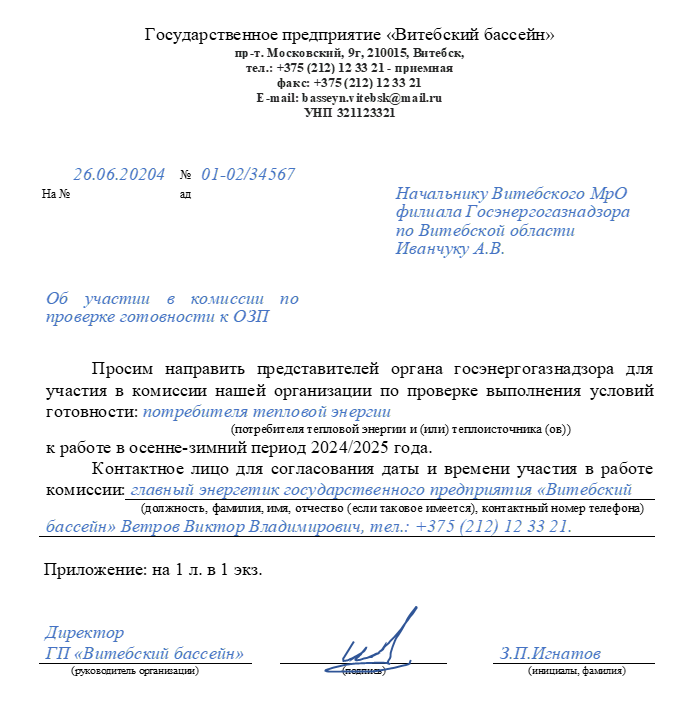 Государственное предприятие «Витебский бассейн»
пр-т. Московский, 9г, 210015, Витебск,
тел.: +375 (212) 12 33 21 - приемная
факс: +375 (212) 12 33 21
E-mail: basseyn.vitebsk@mail.ru
УНП 321123321
26.06.20204 № 01-02/34567
На № ад
Начальнику Витебского МрО
филиала Госэнергогазнадзора
по Витебской области
Иванчуку А.В.
Об участии в комиссии по
проверке готовности к ОЗП
Просим направить представителей органа госэнергогазнадзора для
участия в комиссии нашей организации по проверке выполнения условий
готовности: потребителя тепловой энергии
(потребителя тепловой энергии и (или) теплоисточника (ов))
к работе в осенне-зимний период 2024/2025 года.
Контактное лицо для согласования даты и времени участия в работе
комиссии: главный энергетик государственного предприятия «Витебский
(должность, фамилия, имя, отчество (если таковое имеется), контактный номер телефона)
бассейн» Ветров Виктор Владимирович, тел.: +375 (212) 12 33 21.
Приложение: на 1 л. в 1 экз.
Директор
ГП «Витебский бассейн» З.П.Игнатов
(руководитель организации) (подпись) (инициалы, фамилия)